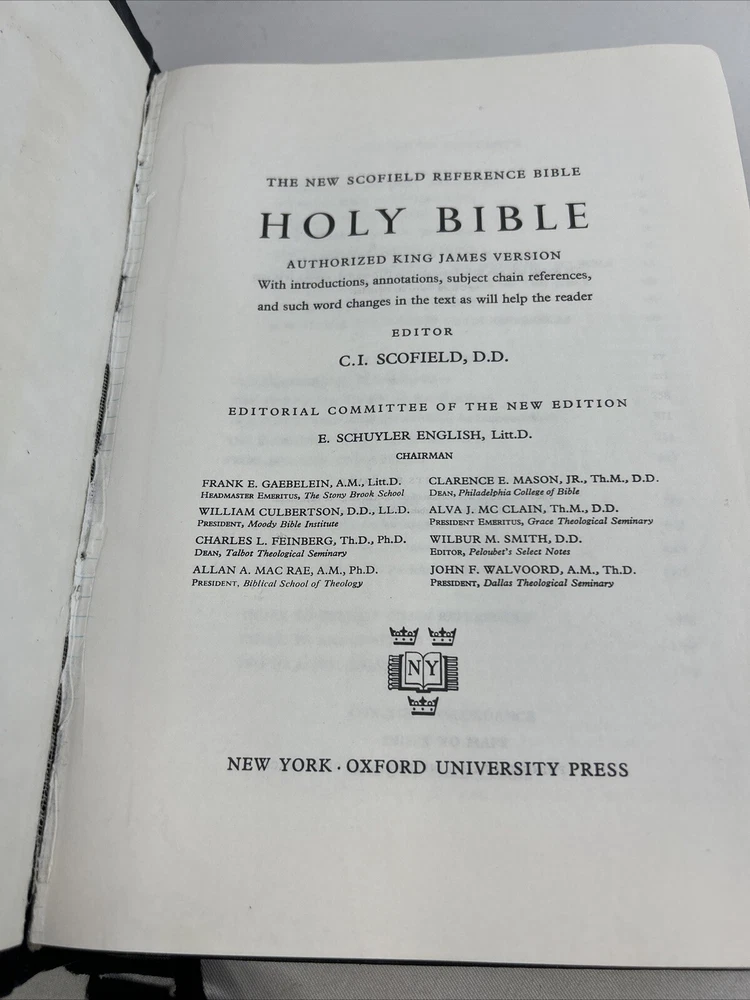 THE NEW SCOFIELD REFERENCE BIBLE
HOLY BIBLE
AUTHORIZED KING JAMES VERSION
With introductions, annotations, subject chain references,
and such word changes in the text as will help the reader
EDITOR
C.I. SCOFIELD, D.D.
EDITORIAL COMMITTEE OF THE NEW EDITION
E. SCHUYLER ENGLISH, Litt.D.
CHAIRMAN
FRANK E. GAEBELEIN, A.M., Litt.D.
HEADMASTER EMERITUS, The Stony Brook School
WILLIAM CULBERTSON, D.D., LL.D.
PRESIDENT, Moody Bible Institute
CHARLES L. FEINBERG, Th.D., Ph.D.
DEAN, Talbot Theological Seminary
ALLAN A. MAC RAE, A.M., Ph.D.
PRESIDENT, Biblical School of Theology
CLARENCE E. MASON, JR., Th.M., D.D.
DEAN, Philadelphia College of Bible
ALVA J. MC CLAIN, Th.M., D.D.
PRESIDENT EMERITUS, Grace Theological Seminary
WILBUR M. SMITH, D.D.
EDITOR, Peloubet's Select Notes
JOHN F. WALVOORD, A.M., Th.D.
PRESIDENT, Dallas Theological Seminary
NY
NEW YORK · OXFORD UNIVERSITY PRESS